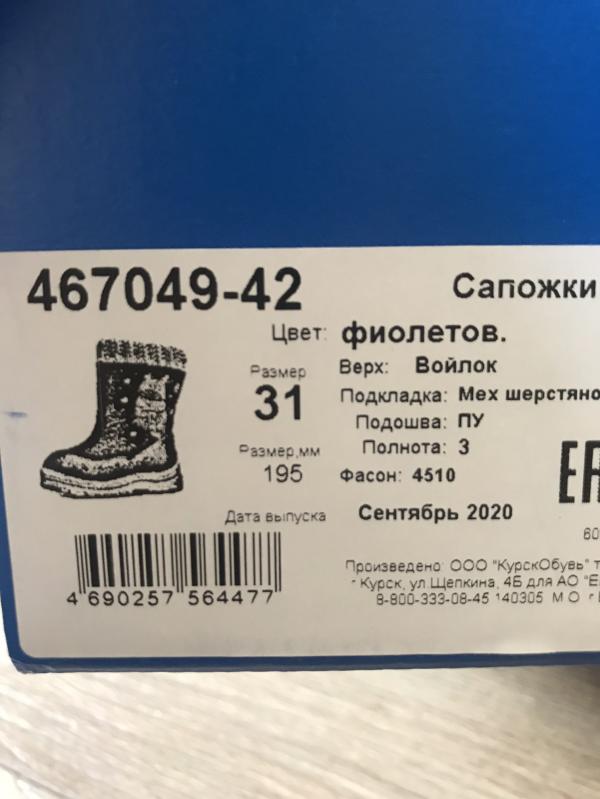 467049-42
Сапожки
Цвет: фиолетов.
Размер
31
Верх: Войлок
Подкладка: Мех шерстяно
Подошва: ПУ
Размер,мм
195
Полнота: 3
Фасон: 4510
Дата выпуска Сентябрь 2020
4 690257 564477
Произведено: ООО "КурскОбувь"
г Курск, ул.Щепкина, 4Б для АО
8-800-333-08-45 140305 М О